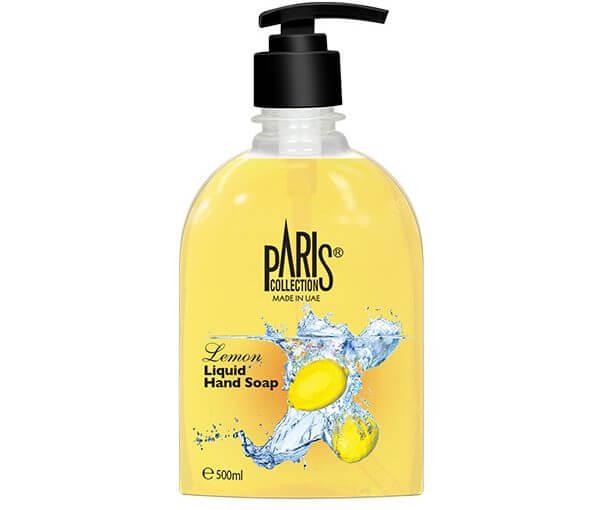 PARIS®
COLLECTION
MADE IN UAE
Lemon
Liquid
Hand Soap
℮ 500ml